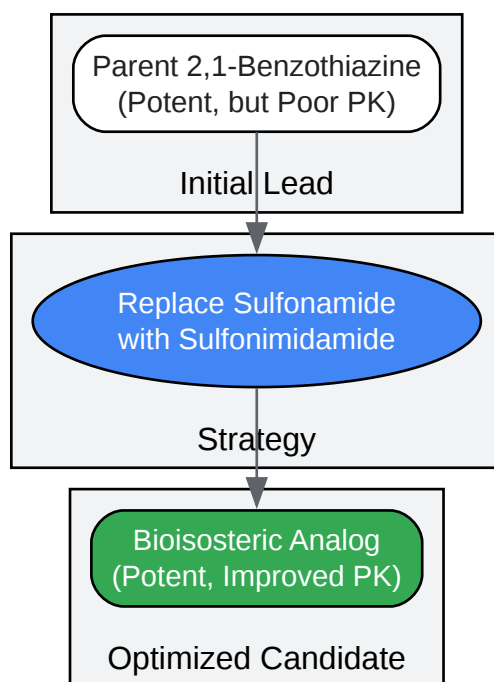 Parent 2,1-Benzothiazine
(Potent, but Poor PK)
Initial Lead
Replace Sulfonamide
with Sulfonimidamide
Strategy
Bioisosteric Analog
(Potent, Improved PK)
Optimized Candidate